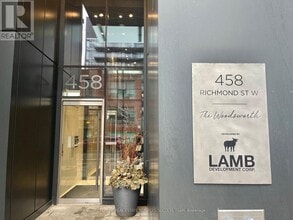 458
458
RICHMOND ST W
The Woodsworth
DEVELOPED BY
LAMB
DEVELOPMENT CORP.
REALTOR